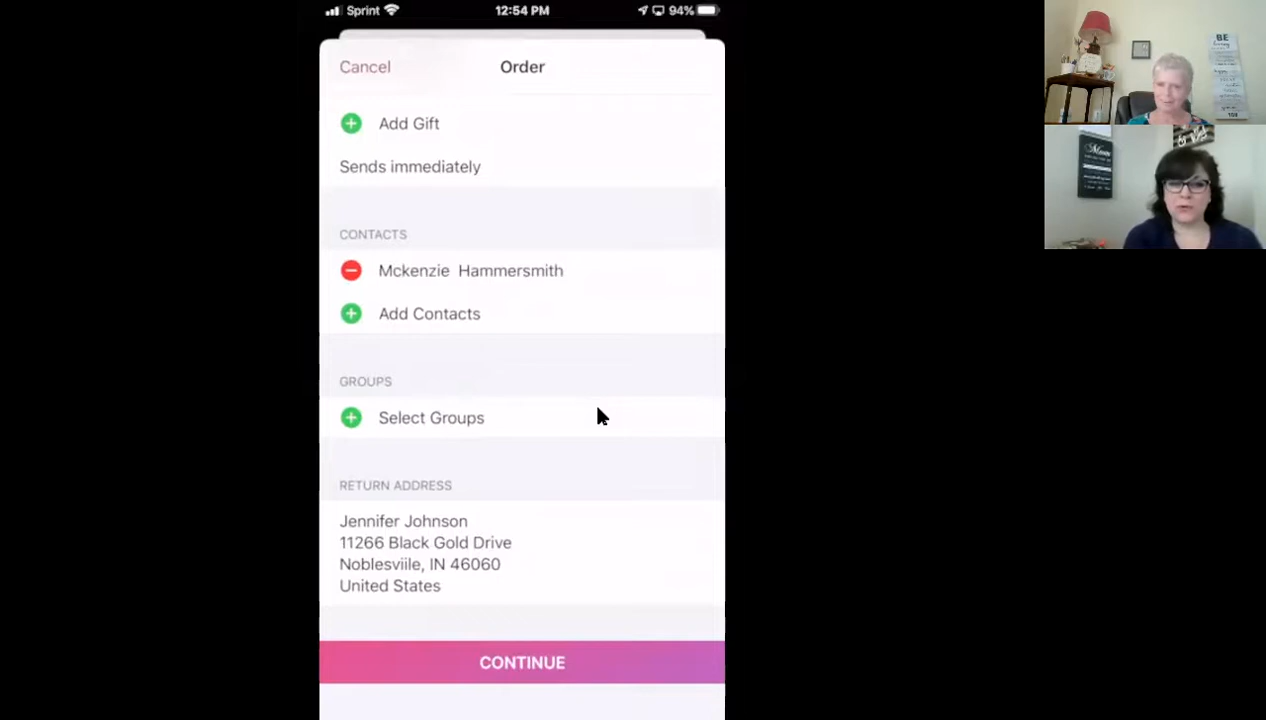 Sprint 12:54 PM 94%
Cancel Order
Add Gift
Sends immediately
CONTACTS
Mckenzie Hammersmith
Add Contacts
GROUPS
Select Groups
RETURN ADDRESS
Jennifer Johnson
11266 Black Gold Drive
Noblesviile, IN 46060
United States
CONTINUE
BE